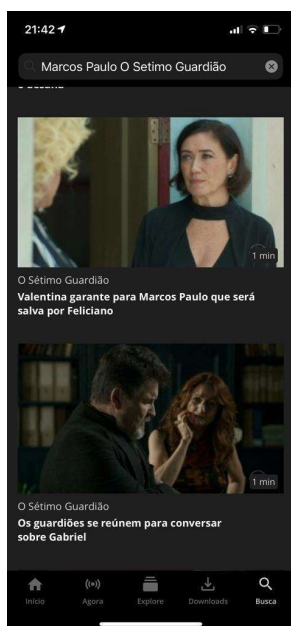 21:42
Marcos Paulo O Setimo Guardião
1 min
O Sétimo Guardião
Valentina garante para Marcos Paulo que será
salva por Feliciano
1 min
O Sétimo Guardião
Os guardiões se reúnem para conversar
sobre Gabriel
Início
Agora
Explore
Downloads
Busca